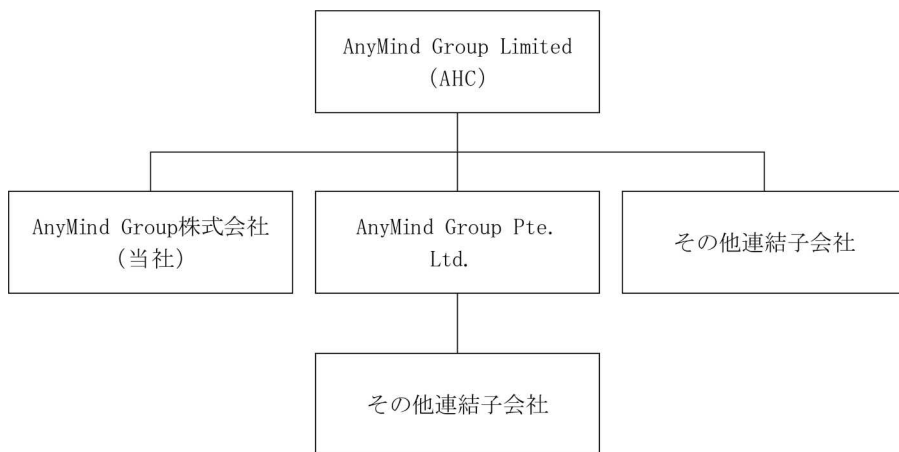 AnyMind Group Limited
(AHC)
AnyMind Group株式会社
(当社)
AnyMind Group Pte.
Ltd.
その他連結子会社
その他連結子会社